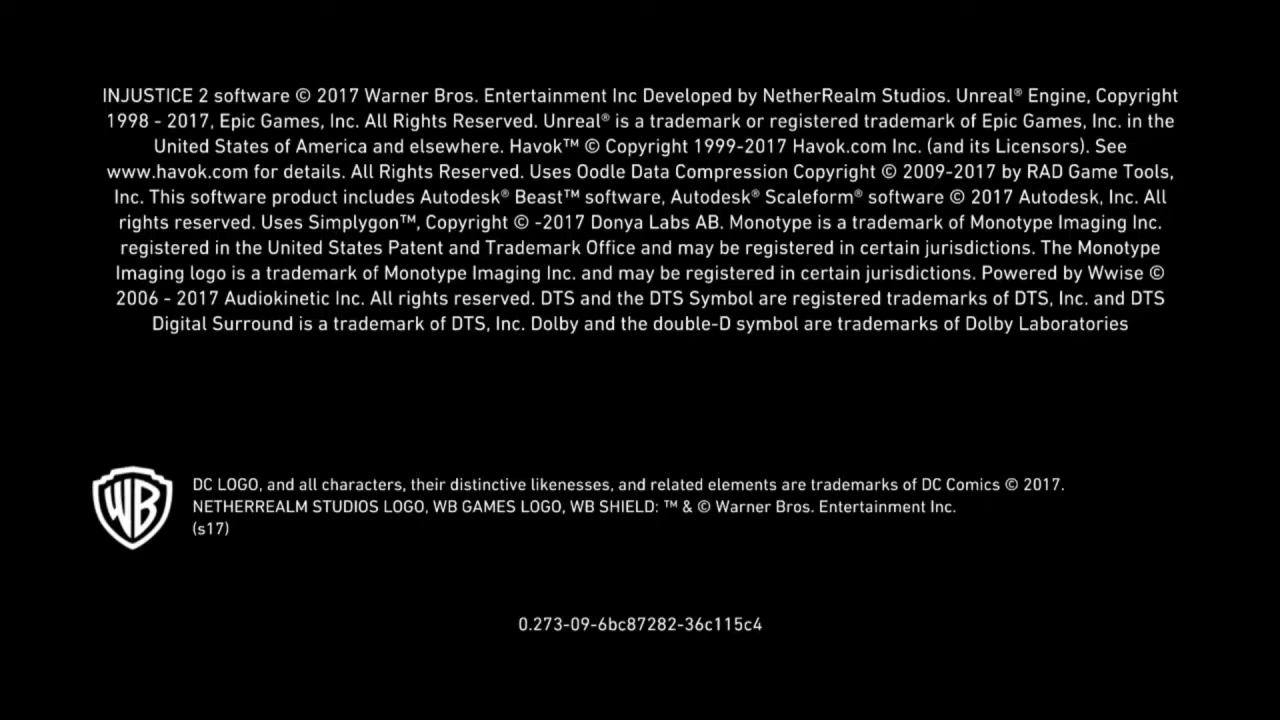 INJUSTICE 2 software © 2017 Warner Bros. Entertainment Inc Developed by NetherRealm Studios. Unreal® Engine, Copyright
1998 - 2017, Epic Games, Inc. All Rights Reserved. Unreal® is a trademark or registered trademark of Epic Games, Inc. in the
United States of America and elsewhere. Havok™ © Copyright 1999-2017 Havok.com Inc. (and its Licensors). See
www.havok.com for details. All Rights Reserved. Uses Oodle Data Compression Copyright © 2009-2017 by RAD Game Tools,
Inc. This software product includes Autodesk® Beast™ software, Autodesk® Scaleform® software © 2017 Autodesk, Inc. All
rights reserved. Uses Simplygon™, Copyright © -2017 Donya Labs AB. Monotype is a trademark of Monotype Imaging Inc.
registered in the United States Patent and Trademark Office and may be registered in certain jurisdictions. The Monotype
Imaging logo is a trademark of Monotype Imaging Inc. and may be registered in certain jurisdictions. Powered by Wwise ©
2006 - 2017 Audiokinetic Inc. All rights reserved. DTS and the DTS Symbol are registered trademarks of DTS, Inc. and DTS
Digital Surround is a trademark of DTS, Inc. Dolby and the double-D symbol are trademarks of Dolby Laboratories
WB
DC LOGO, and all characters, their distinctive likenesses, and related elements are trademarks of DC Comics © 2017.
NETHERREALM STUDIOS LOGO, WB GAMES LOGO, WB SHIELD: ™ & © Warner Bros. Entertainment Inc.
(s17)
0.273-09-6bc87282-36c115c4